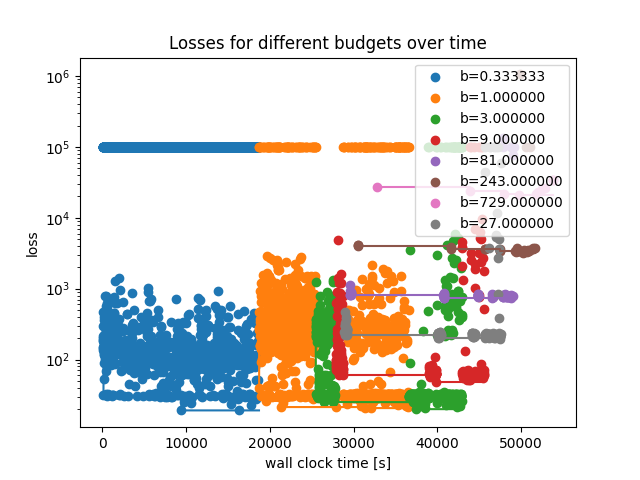 Losses for different budgets over time
10^6
10^5
10^4
10^3
10^2
loss
b=0.333333
b=1.000000
b=3.000000
b=9.000000
b=81.000000
b=243.000000
b=729.000000
b=27.000000
0
10000
20000
30000
40000
50000
wall clock time [s]